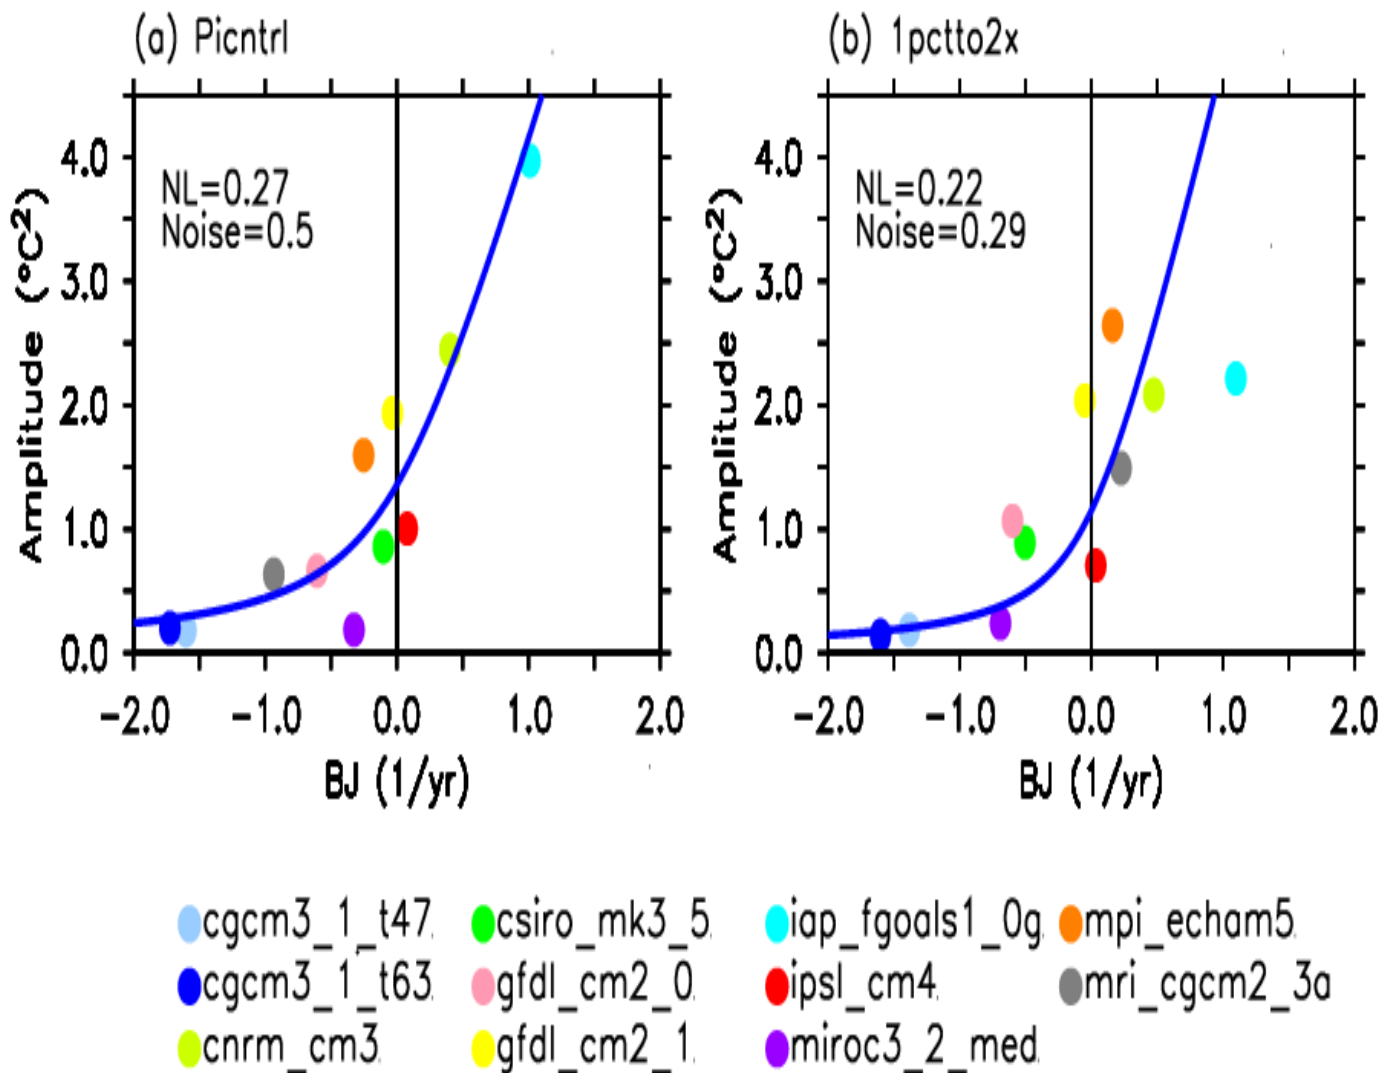 (a) Picntrl
NL=0.27
Noise=0.5
Amplitude (°C²)
4.0
3.0
2.0
1.0
0.0
−2.0 −1.0 0.0 1.0 2.0
BJ (1/yr)
(b) 1pctto2x
NL=0.22
Noise=0.29
Amplitude (°C²)
4.0
3.0
2.0
1.0
0.0
−2.0 −1.0 0.0 1.0 2.0
BJ (1/yr)
cgcm3_1_t47 csiro_mk3_5 iap_fgoals1_0g mpi_echam5
cgcm3_1_t63 gfdl_cm2_0 ipsl_cm4 mri_cgcm2_3a
cnrm_cm3 gfdl_cm2_1 miroc3_2_med